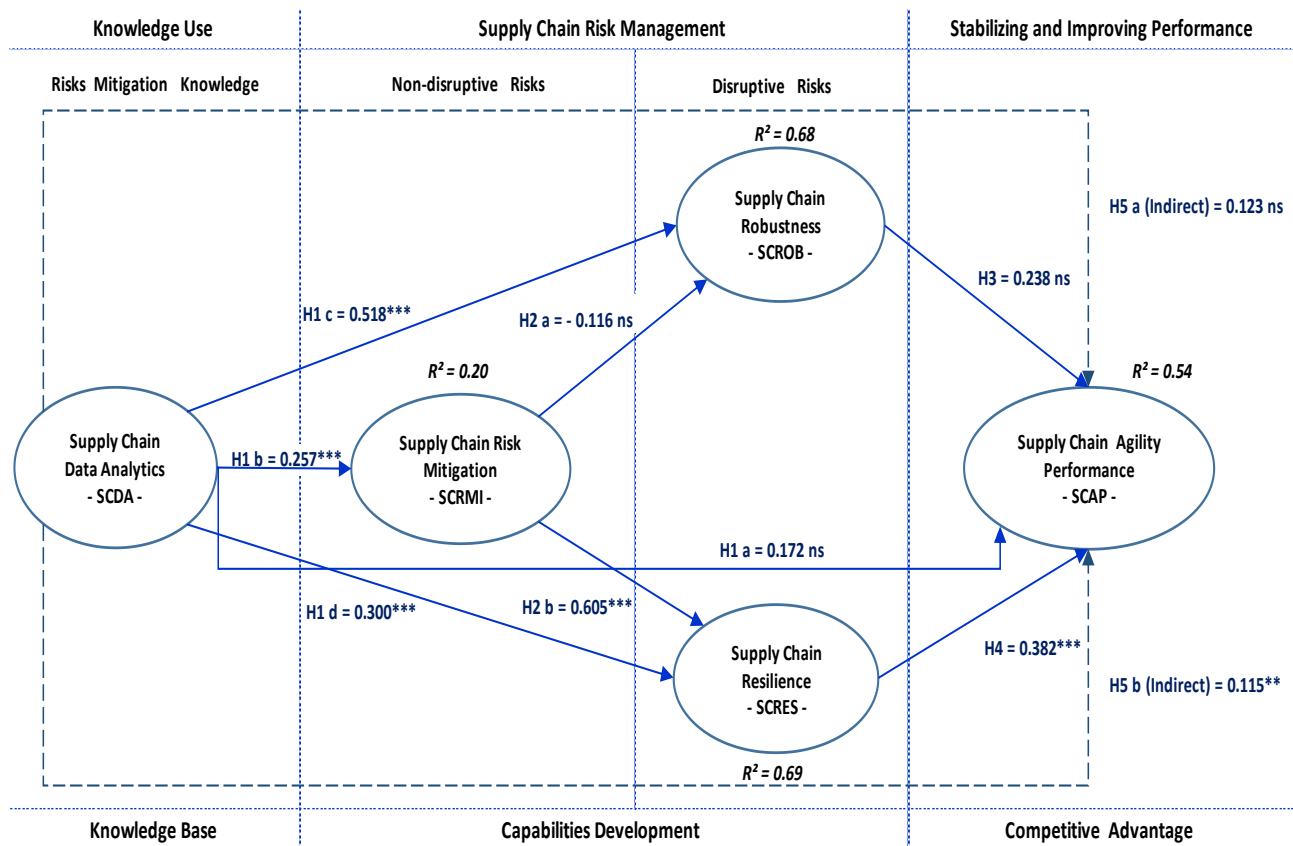 Knowledge Use
Supply Chain Risk Management
Stabilizing and Improving Performance
Risks Mitigation Knowledge
Non-disruptive Risks
Disruptive Risks
R² = 0.68
Supply Chain
Robustness
- SCROB -
H5 a (Indirect) = 0.123 ns
H3 = 0.238 ns
H1 c = 0.518***
H2 a = - 0.116 ns
R² = 0.20
R² = 0.54
Supply Chain
Data Analytics
- SCDA -
H1 b = 0.257***
Supply Chain Risk
Mitigation
- SCRMI -
Supply Chain Agility
Performance
- SCAP -
H1 a = 0.172 ns
H1 d = 0.300***
H2 b = 0.605***
Supply Chain
Resilience
- SCRES -
H4 = 0.382***
H5 b (Indirect) = 0.115**
R² = 0.69
Knowledge Base
Capabilities Development
Competitive Advantage